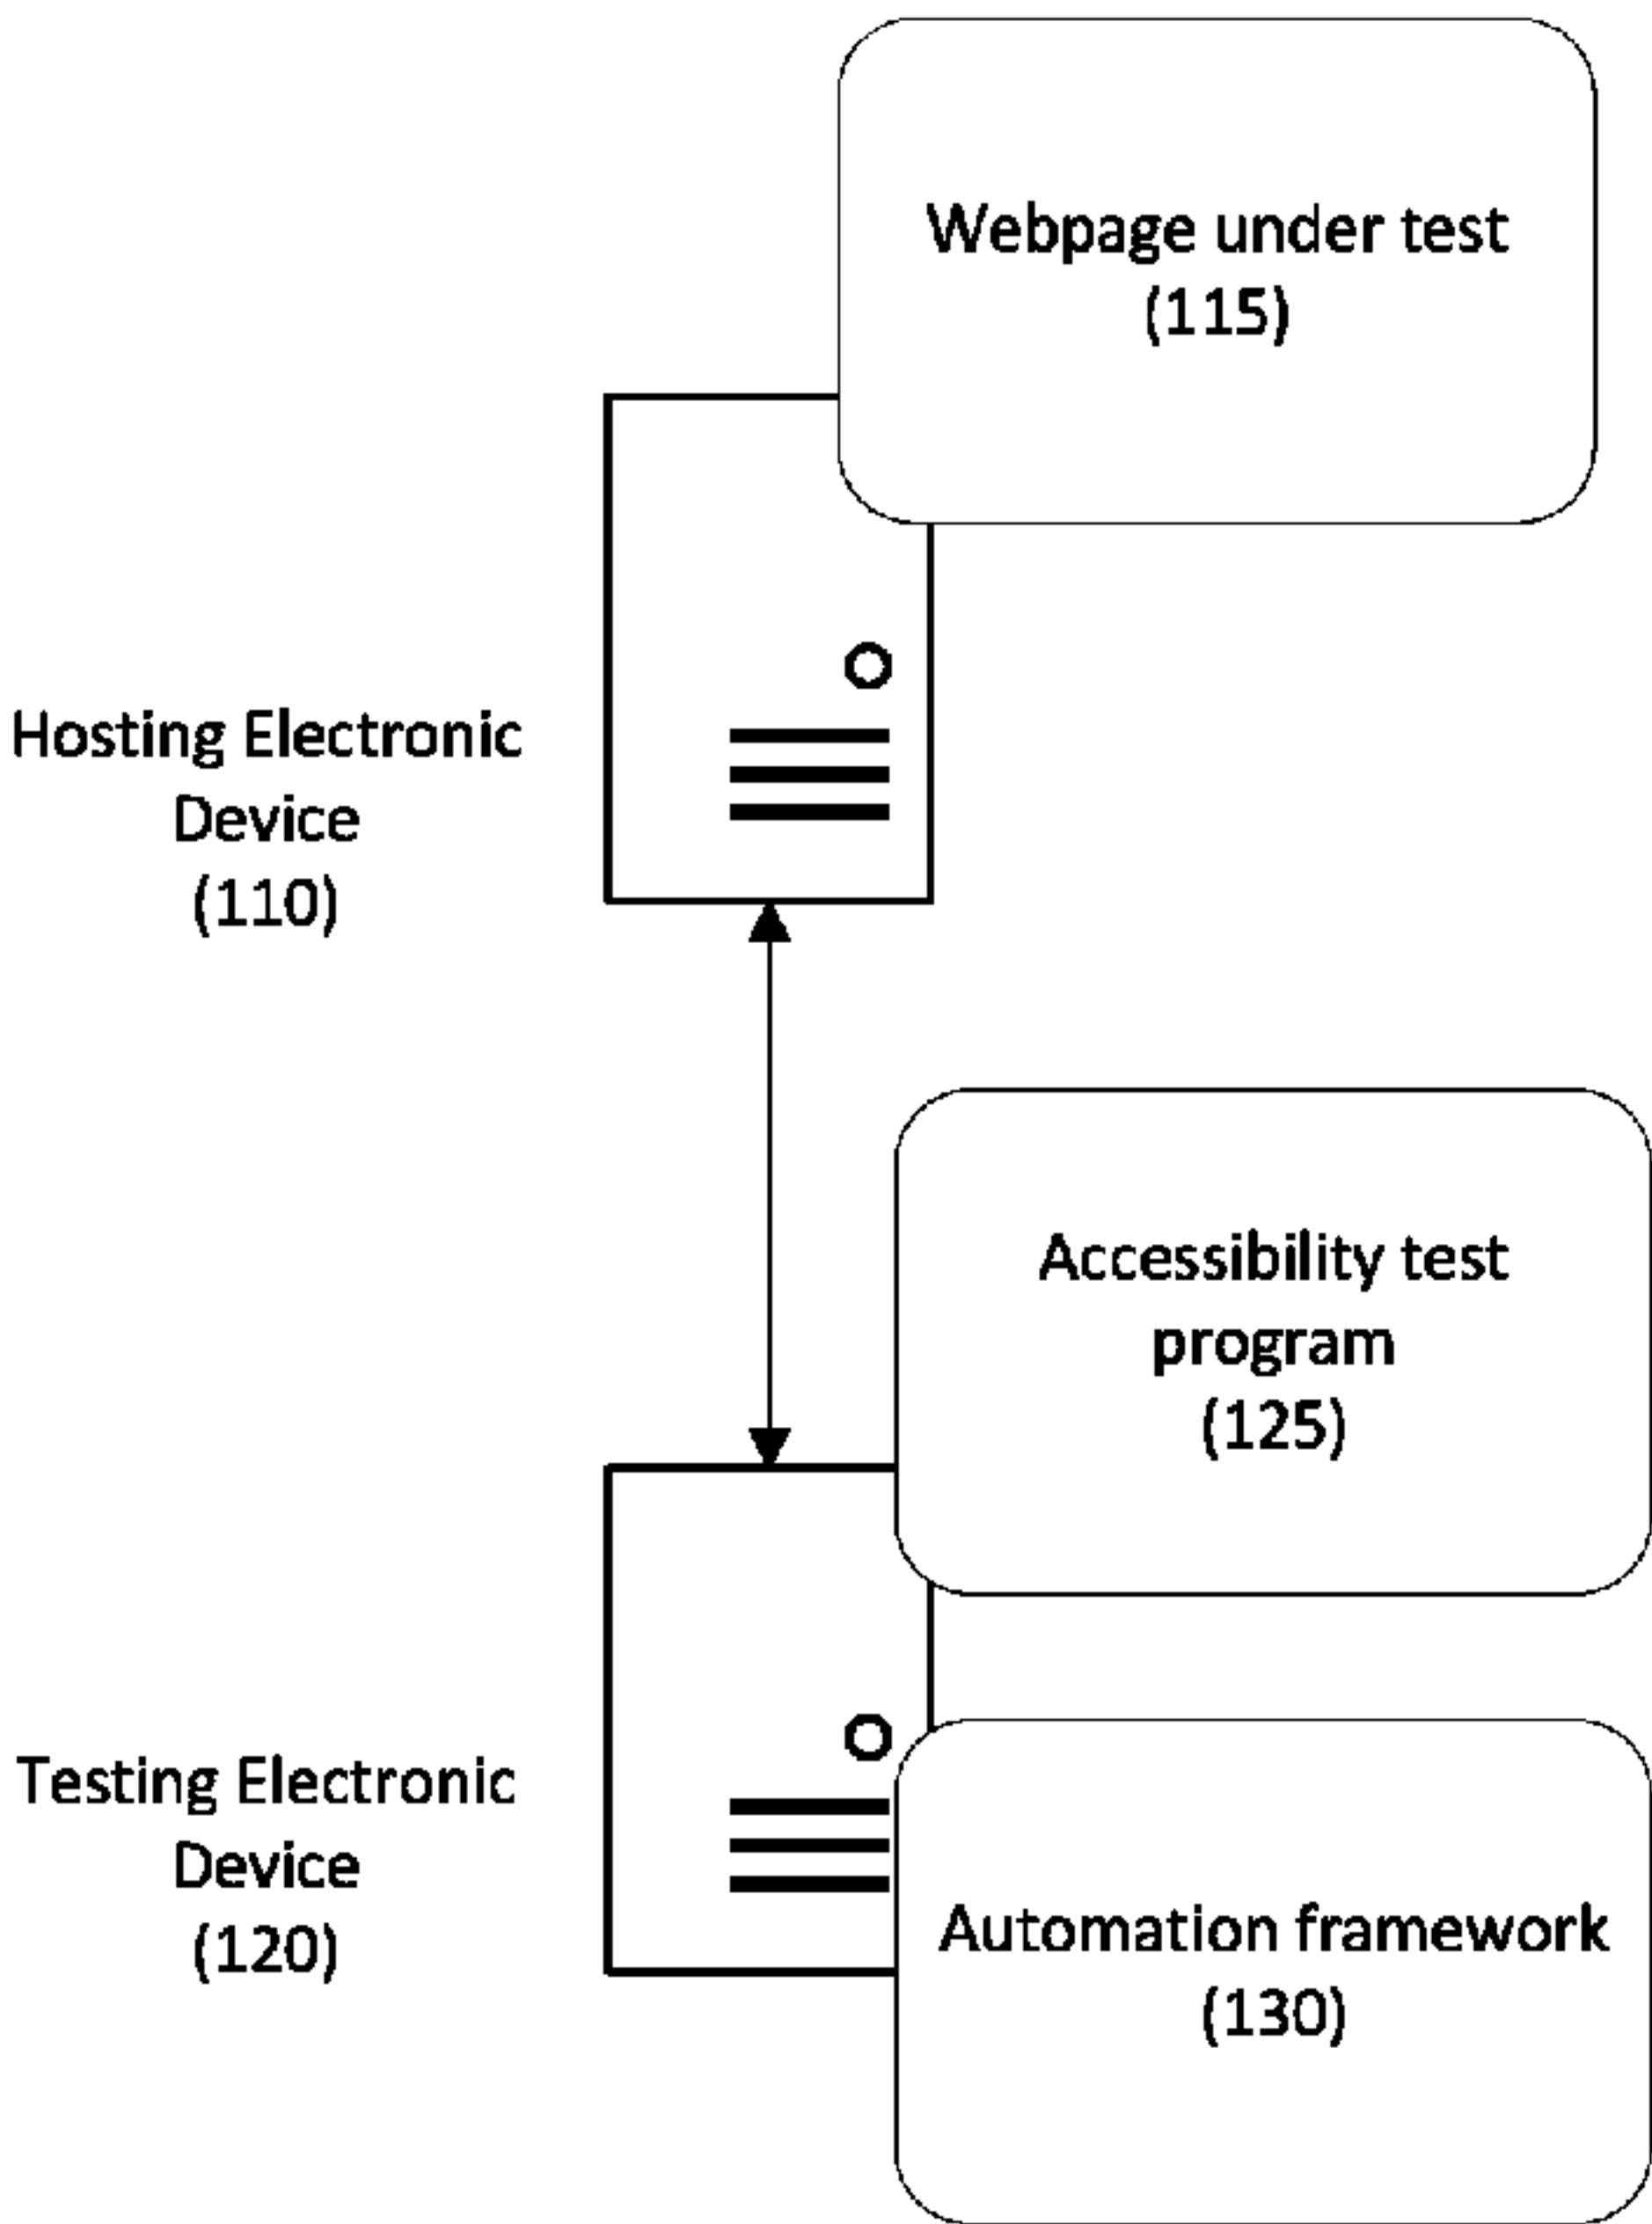 Webpage under test
(115)
Hosting Electronic
Device
(110)
Accessibility test
program
(125)
Testing Electronic
Device
(120)
Automation framework
(130)